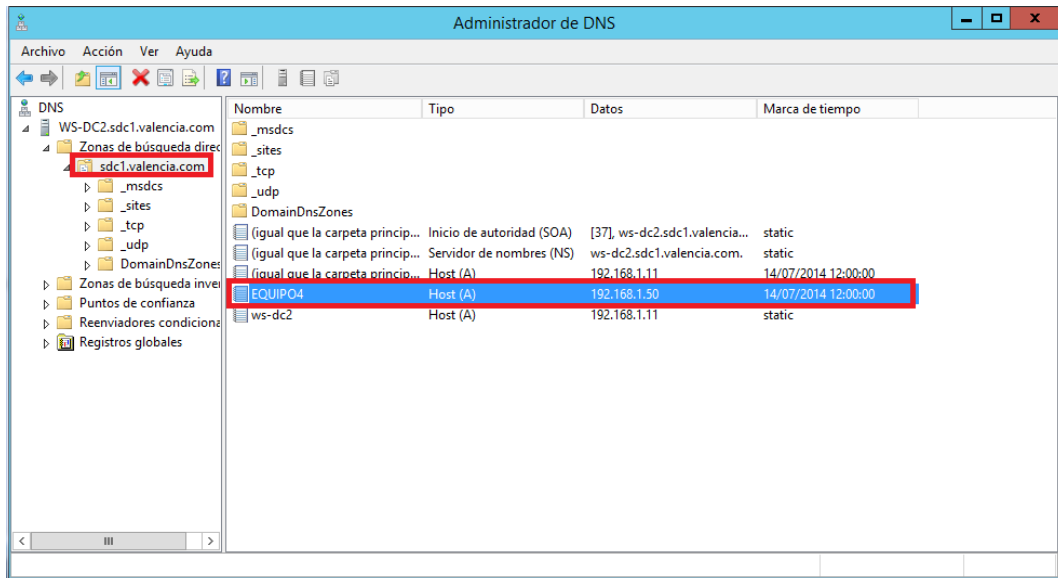 Administrador de DNS
Archivo Acción Ver Ayuda
DNS
WS-DC2.sdc1.valencia.com
Zonas de búsqueda direc
sdc1.valencia.com
_msdcs
_sites
_tcp
_udp
DomainDnsZones
Zonas de búsqueda inver
Puntos de confianza
Reenviadores condiciona
Registros globales
Nombre Tipo Datos Marca de tiempo
_msdcs
_sites
_tcp
_udp
DomainDnsZones
(igual que la carpeta princip... Inicio de autoridad (SOA) [37], ws-dc2.sdc1.valencia... static
(igual que la carpeta princip... Servidor de nombres (NS) ws-dc2.sdc1.valencia.com. static
(igual que la carpeta princip... Host (A) 192.168.1.11 14/07/2014 12:00:00
EQUIPO4 Host (A) 192.168.1.50 14/07/2014 12:00:00
ws-dc2 Host (A) 192.168.1.11 static